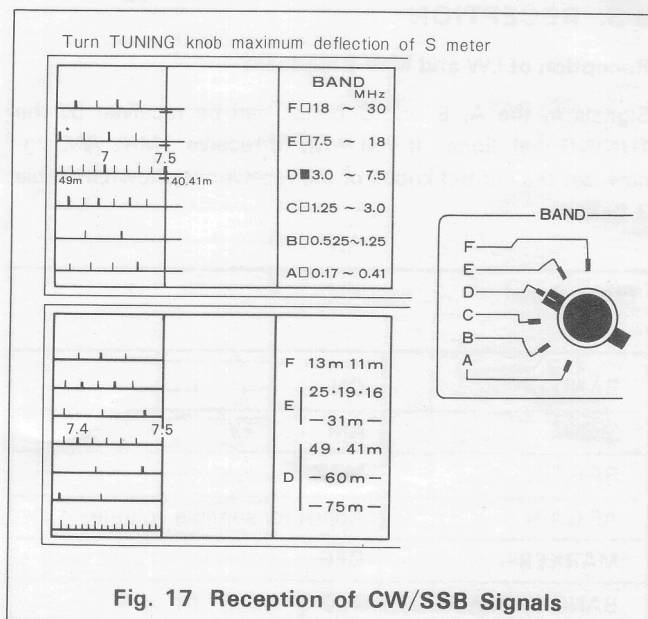 Turn TUNING knob maximum deflection of S meter
BAND
MHz
F□18 30
E□7.5 ~ 18
D■3.0 ~ 7.5
C□1.25 ~ 3.0
B□0.525~1.25
A□0.17 ~ 0.41
7 7.5
49m 40.41m
BAND
F
E
D
C
B
A
F 13m 11m
25·19·16
E
—31m—
49·41m
D —60m—
—75m—
7.4 7.5
Fig. 17 Reception of CW/SSB Signals